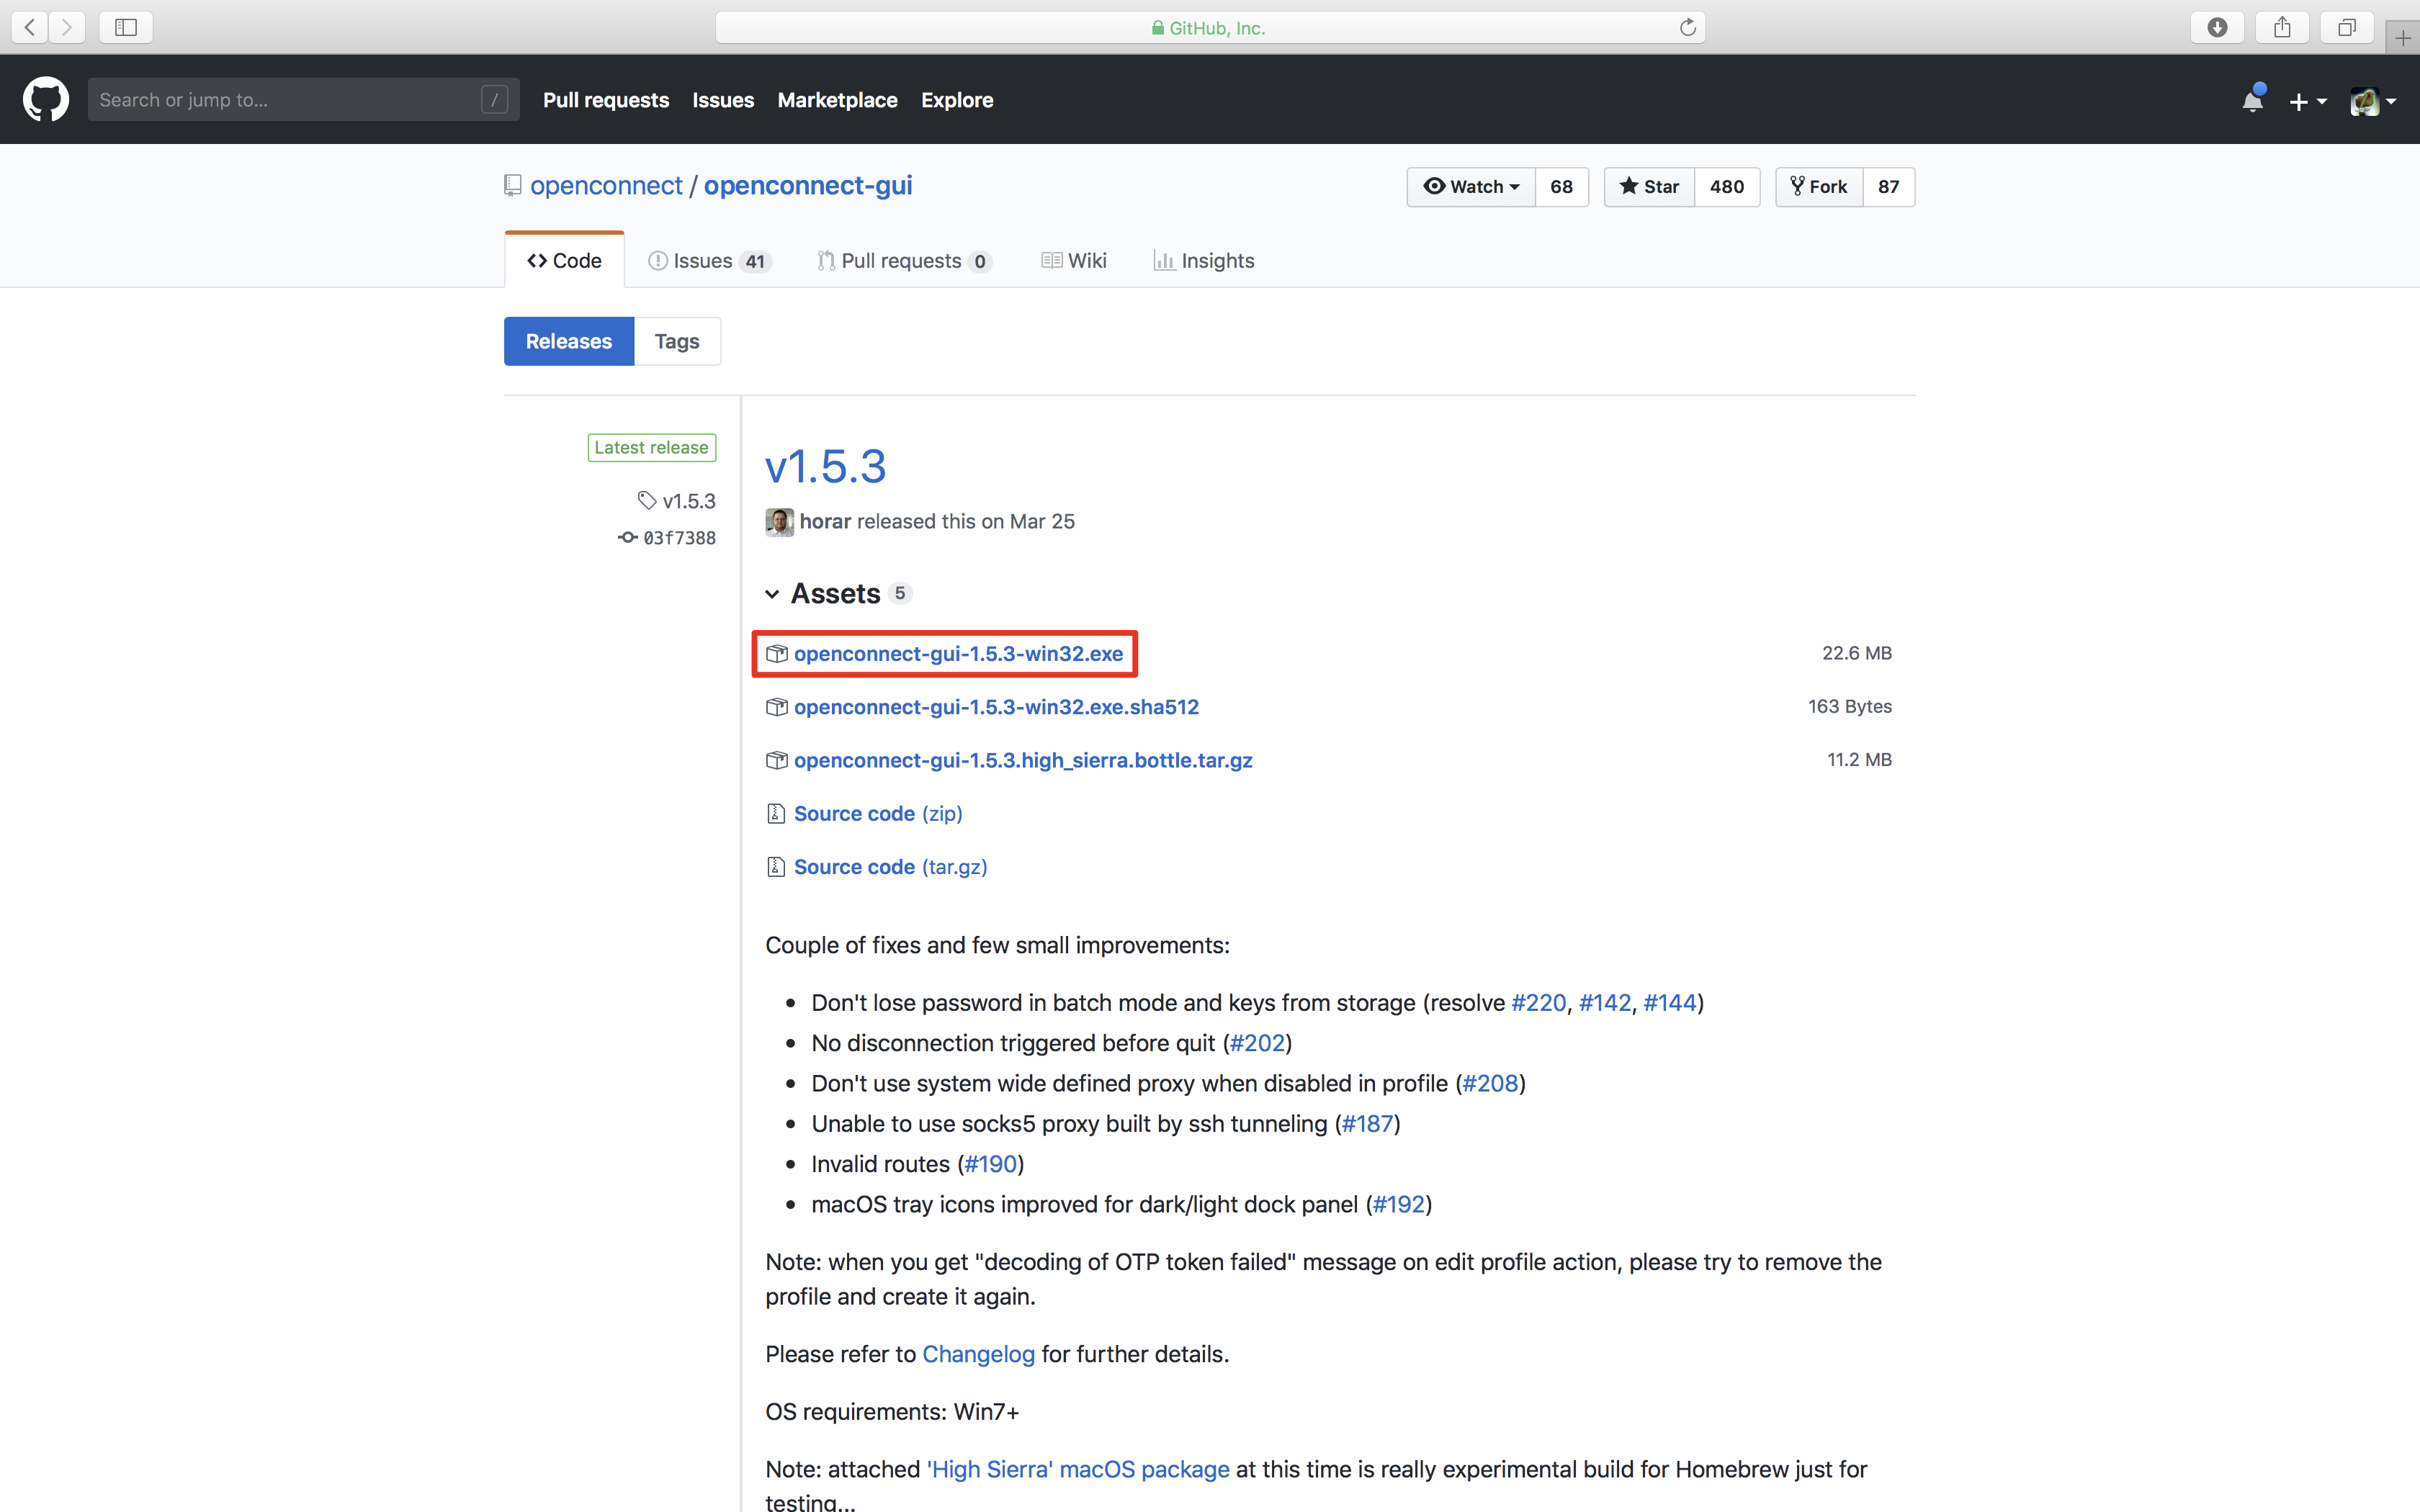 GitHub, Inc.
Search or jump to... /
Pull requests Issues Marketplace Explore
openconnect / openconnect-gui
Watch 68 Star 480 Fork 87
Code Issues 41 Pull requests 0 Wiki Insights
Releases Tags
Latest release
v1.5.3
03f7388
v1.5.3
horar released this on Mar 25
Assets 5
openconnect-gui-1.5.3-win32.exe 22.6 MB
openconnect-gui-1.5.3-win32.exe.sha512 163 Bytes
openconnect-gui-1.5.3.high_sierra.bottle.tar.gz 11.2 MB
Source code (zip)
Source code (tar.gz)
Couple of fixes and few small improvements:
• Don't lose password in batch mode and keys from storage (resolve #220, #142, #144)
• No disconnection triggered before quit (#202)
• Don't use system wide defined proxy when disabled in profile (#208)
• Unable to use socks5 proxy built by ssh tunneling (#187)
• Invalid routes (#190)
• macOS tray icons improved for dark/light dock panel (#192)
Note: when you get "decoding of OTP token failed" message on edit profile action, please try to remove the
profile and create it again.
Please refer to Changelog for further details.
OS requirements: Win7+
Note: attached 'High Sierra' macOS package at this time is really experimental build for Homebrew just for
testing...